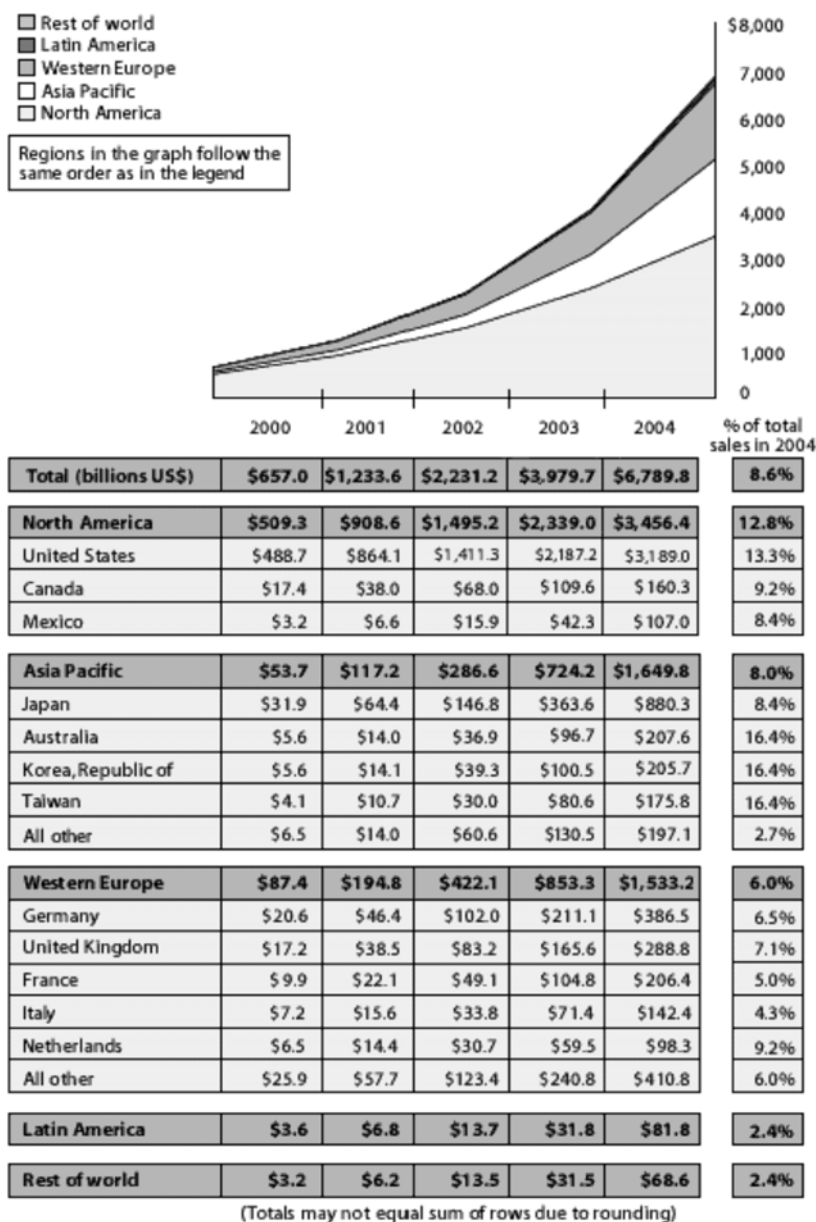 Rest of world
Latin America
Western Europe
Asia Pacific
North America
Regions in the graph follow the
same order as in the legend
$8,000
7,000
6,000
5,000
4,000
3,000
2,000
1,000
0
2000 2001 2002 2003 2004 % of total
sales in 2004
Total (billions US$) $657.0 $1,233.6 $2,231.2 $3,979.7 $6,789.8 8.6%
North America $509.3 $908.6 $1,495.2 $2,339.0 $3,456.4 12.8%
United States $488.7 $864.1 $1,411.3 $2,187.2 $3,189.0 13.3%
Canada $17.4 $38.0 $68.0 $109.6 $160.3 9.2%
Mexico $3.2 $6.6 $15.9 $42.3 $107.0 8.4%
Asia Pacific $53.7 $117.2 $286.6 $724.2 $1,649.8 8.0%
Japan $31.9 $64.4 $146.8 $363.6 $880.3 8.4%
Australia $5.6 $14.0 $36.9 $96.7 $207.6 16.4%
Korea, Republic of $5.6 $14.1 $39.3 $100.5 $205.7 16.4%
Taiwan $4.1 $10.7 $30.0 $80.6 $175.8 16.4%
All other $6.5 $14.0 $60.6 $130.5 $197.1 2.7%
Western Europe $87.4 $194.8 $422.1 $853.3 $1,533.2 6.0%
Germany $20.6 $46.4 $102.0 $211.1 $386.5 6.5%
United Kingdom $17.2 $38.5 $83.2 $165.6 $288.8 7.1%
France $9.9 $22.1 $49.1 $104.8 $206.4 5.0%
Italy $7.2 $15.6 $33.8 $71.4 $142.4 4.3%
Netherlands $6.5 $14.4 $30.7 $59.5 $98.3 9.2%
All other $25.9 $57.7 $123.4 $240.8 $410.8 6.0%
Latin America $3.6 $6.8 $13.7 $31.8 $81.8 2.4%
Rest of world $3.2 $6.2 $13.5 $31.5 $68.6 2.4%
(Totals may not equal sum of rows due to rounding)